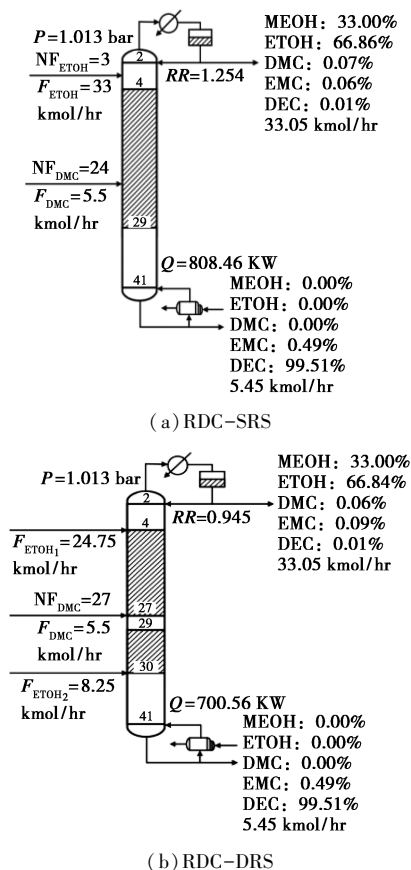 P=1.013 bar
NF_ETOH=3
F_ETOH=33
kmol/hr
NF_DMC=24
F_DMC=5.5
kmol/hr
2
4
29
41
RR=1.254
MEOH：33.00%
ETOH：66.86%
DMC：0.07%
EMC：0.06%
DEC：0.01%
33.05 kmol/hr
Q=808.46 KW
MEOH：0.00%
ETOH：0.00%
DMC：0.00%
EMC：0.49%
DEC：99.51%
5.45 kmol/hr
(a)RDC-SRS
P=1.013 bar
F_ETOH1=24.75
kmol/hr
NF_DMC=27
F_DMC=5.5
kmol/hr
F_ETOH2=8.25
kmol/hr
2
4
27
29
30
41
RR=0.945
MEOH：33.00%
ETOH：66.84%
DMC：0.06%
EMC：0.09%
DEC：0.01%
33.05 kmol/hr
Q=700.56 KW
MEOH：0.00%
ETOH：0.00%
DMC：0.00%
EMC：0.49%
DEC：99.51%
5.45 kmol/hr
(b)RDC-DRS